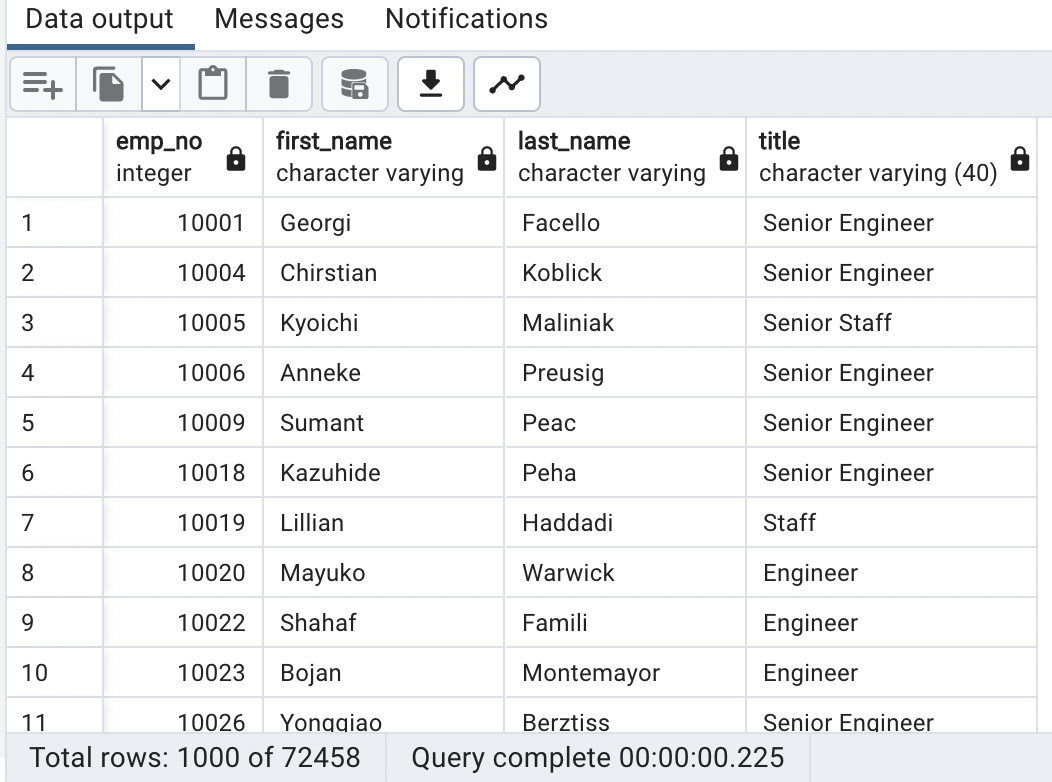 Data output Messages Notifications
emp_no first_name last_name title
integer character varying character varying character varying (40)
1 10001 Georgi Facello Senior Engineer
2 10004 Chirstian Koblick Senior Engineer
3 10005 Kyoichi Maliniak Senior Staff
4 10006 Anneke Preusig Senior Engineer
5 10009 Sumant Peac Senior Engineer
6 10018 Kazuhide Peha Senior Engineer
7 10019 Lillian Haddadi Staff
8 10020 Mayuko Warwick Engineer
9 10022 Shahaf Famili Engineer
10 10023 Bojan Montemayor Engineer
11 10026 Yongqiao Berztiss Senior Engineer
Total rows: 1000 of 72458 Query complete 00:00:00.225